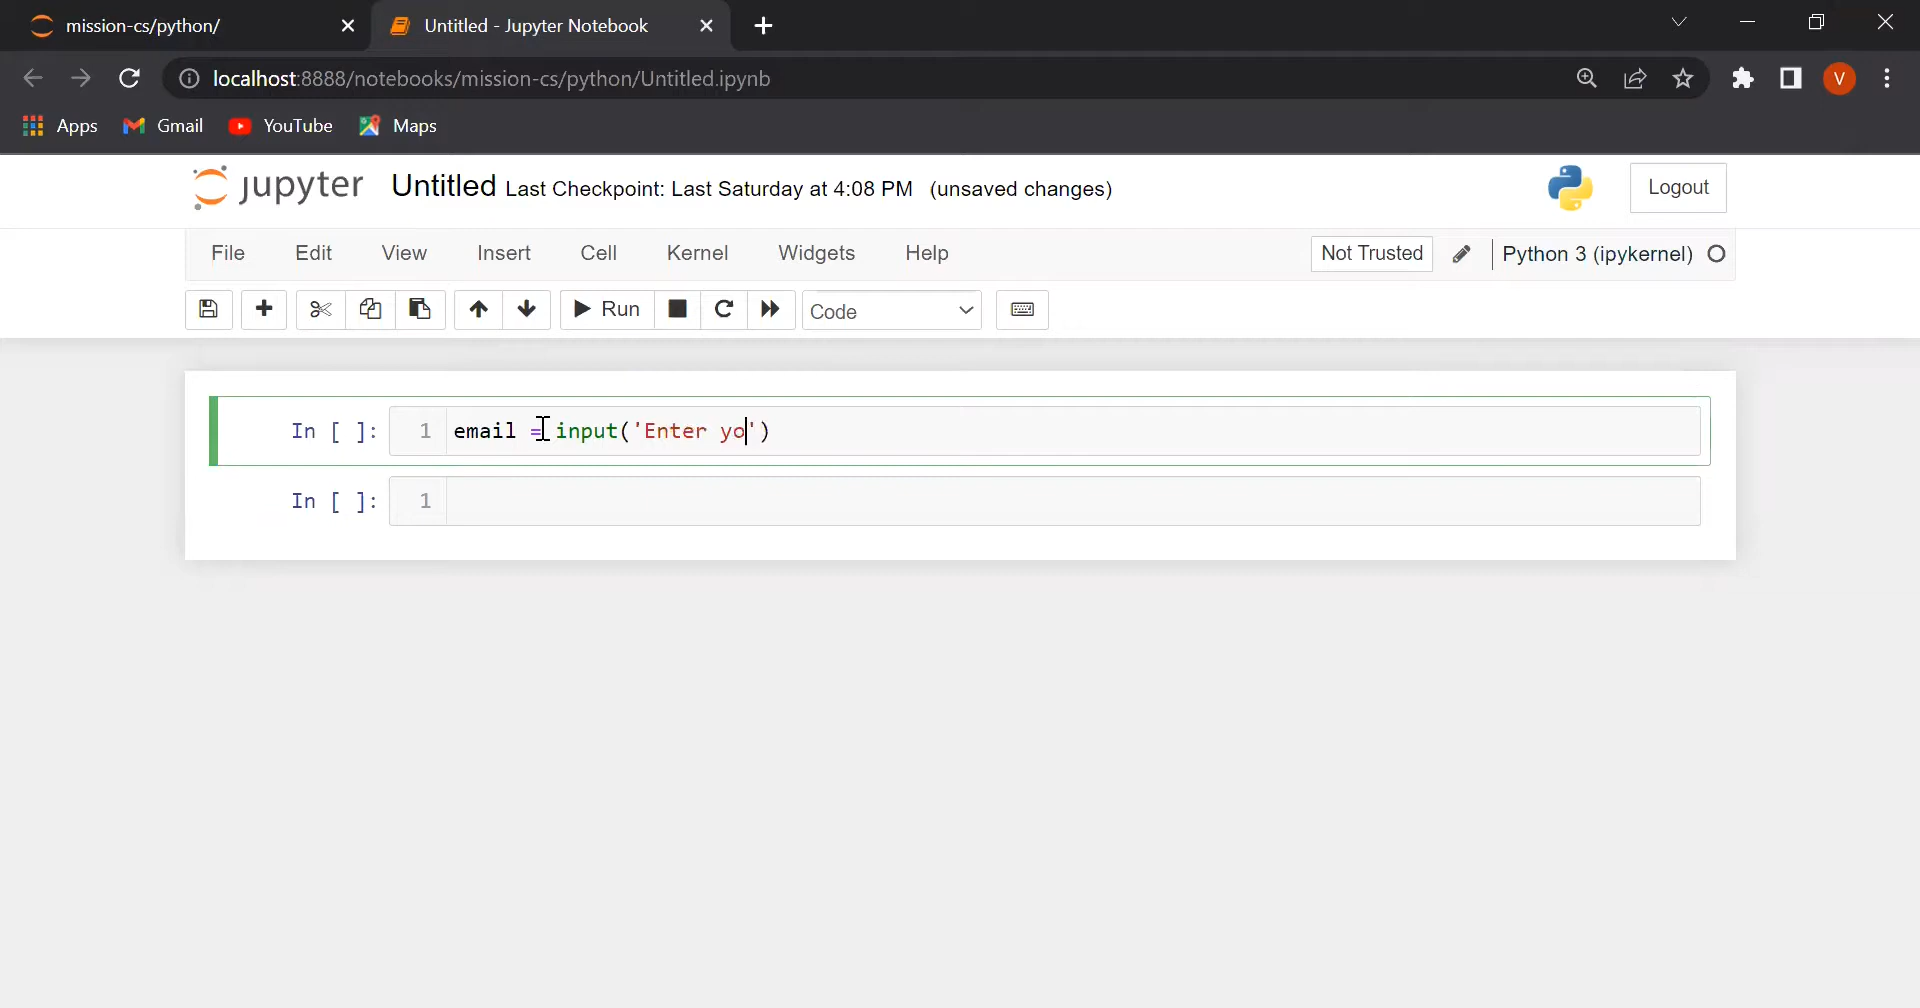 mission-cs/python/
Untitled - Jupyter Notebook
localhost:8888/notebooks/mission-cs/python/Untitled.ipynb
V
Apps Gmail YouTube Maps
jupyter Untitled Last Checkpoint: Last Saturday at 4:08 PM (unsaved changes)
Logout
File Edit View Insert Cell Kernel Widgets Help
Not Trusted
Python 3 (ipykernel)
Run
Code
In [ ]: 1 email = input('Enter yo')
In [ ]: 1